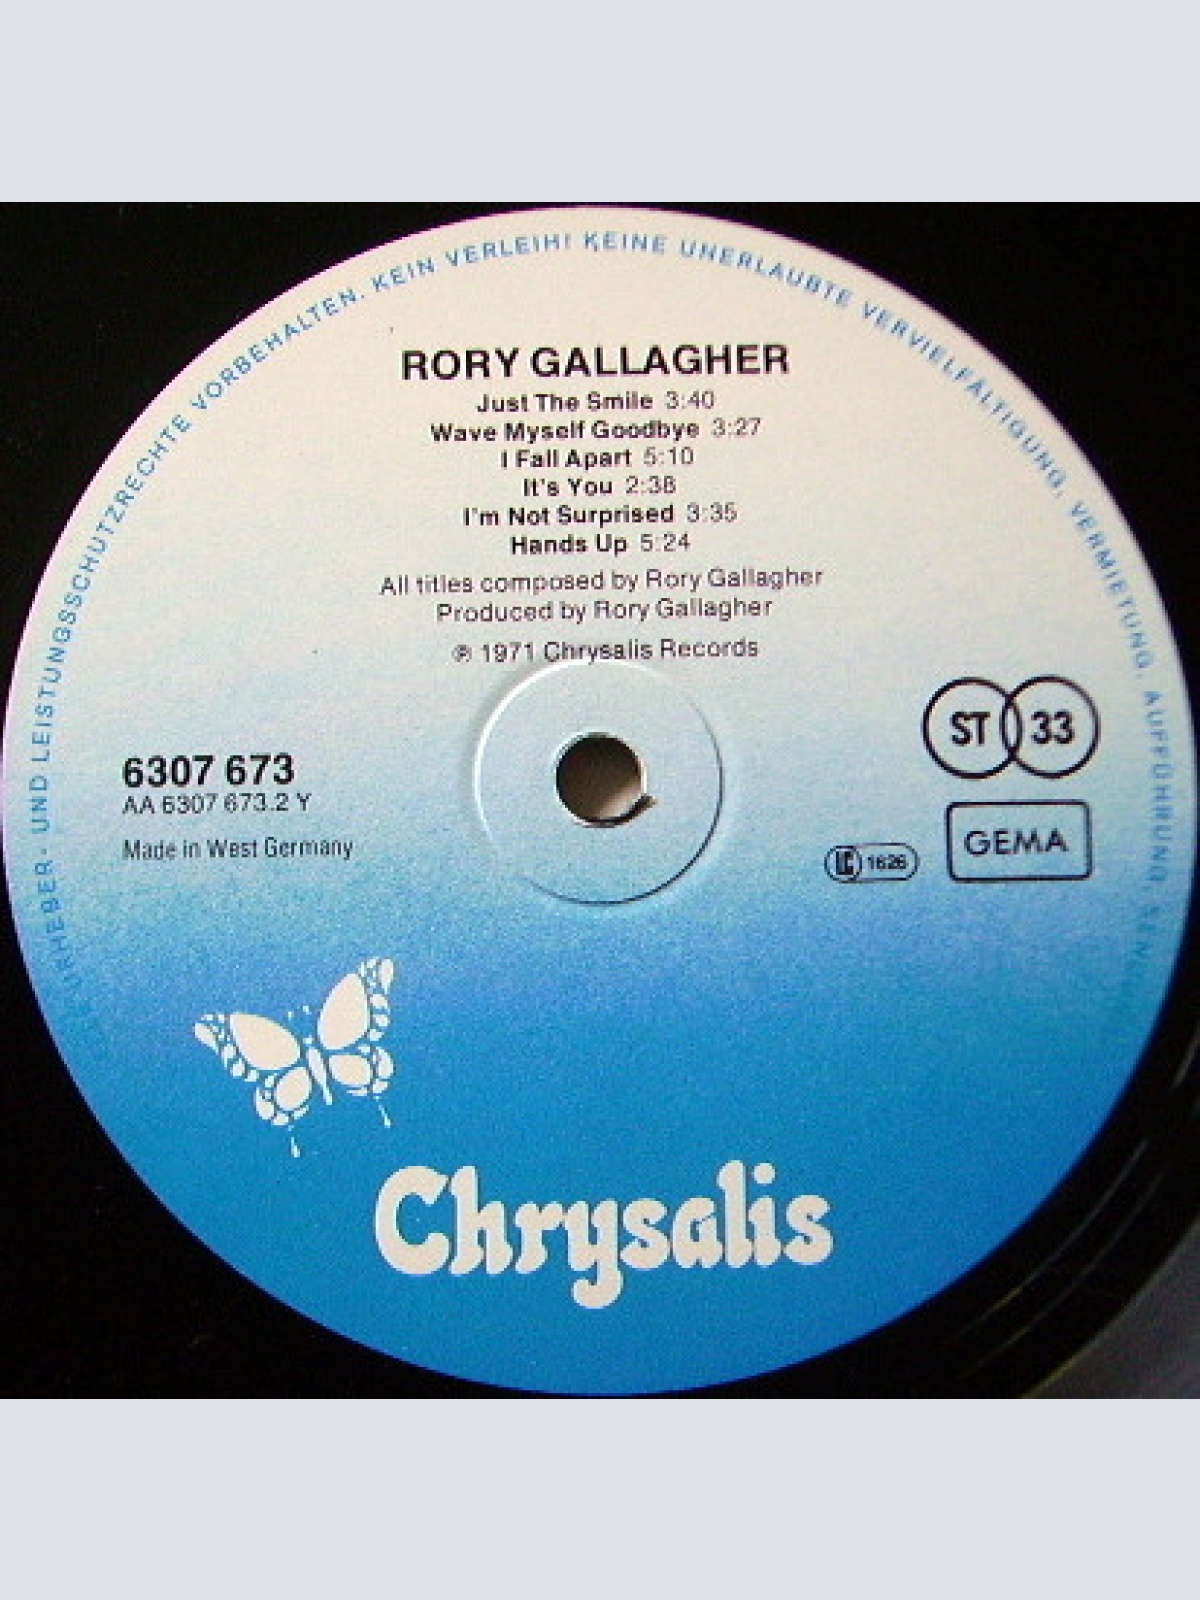 URHEBER- UND LEISTUNGSSCHUTZRECHTE VORBEHALTEN. KEIN VERLEIH! KEINE UNERLAUBTE VERVIELFÄLTIGUNG, VERMIETUNG, AUFFÜHRUNG,
RORY GALLAGHER
Just The Smile 3:40
Wave Myself Goodbye 3:27
I Fall Apart 5:10
It's You 2:38
I'm Not Surprised 3:35
Hands Up 5:24
All titles composed by Rory Gallagher
Produced by Rory Gallagher
℗ 1971 Chrysalis Records
6307 673
AA 6307 673.2 Y
Made in West Germany
ST 33
LC 1626
GEMA
Chrysalis